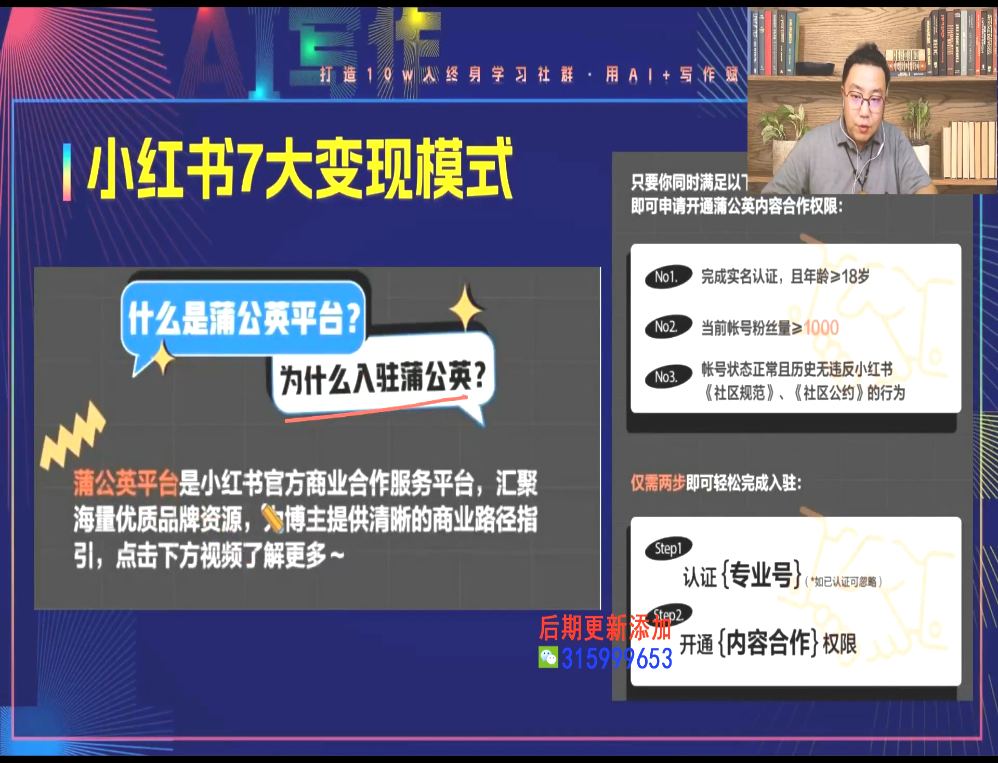 AI写作
打造10w人终身学习社群·用AI+写作赋
小红书7大变现模式
什么是蒲公英平台?
为什么入驻蒲公英?
蒲公英平台是小红书官方商业合作服务平台，汇聚
海量优质品牌资源，为博主提供清晰的商业路径指
引，点击下方视频了解更多~
只要你同时满足以下
即可申请开通蒲公英内容合作权限:
No1. 完成实名认证，且年龄≥18岁
No2. 当前帐号粉丝量≥1000
No3. 帐号状态正常且历史无违反小红书
《社区规范》、《社区公约》的行为
仅需两步即可轻松完成入驻:
Step1
认证{专业号}(*如已认证可忽略)
Step2.
开通{内容合作}权限
后期更新添加
315999653